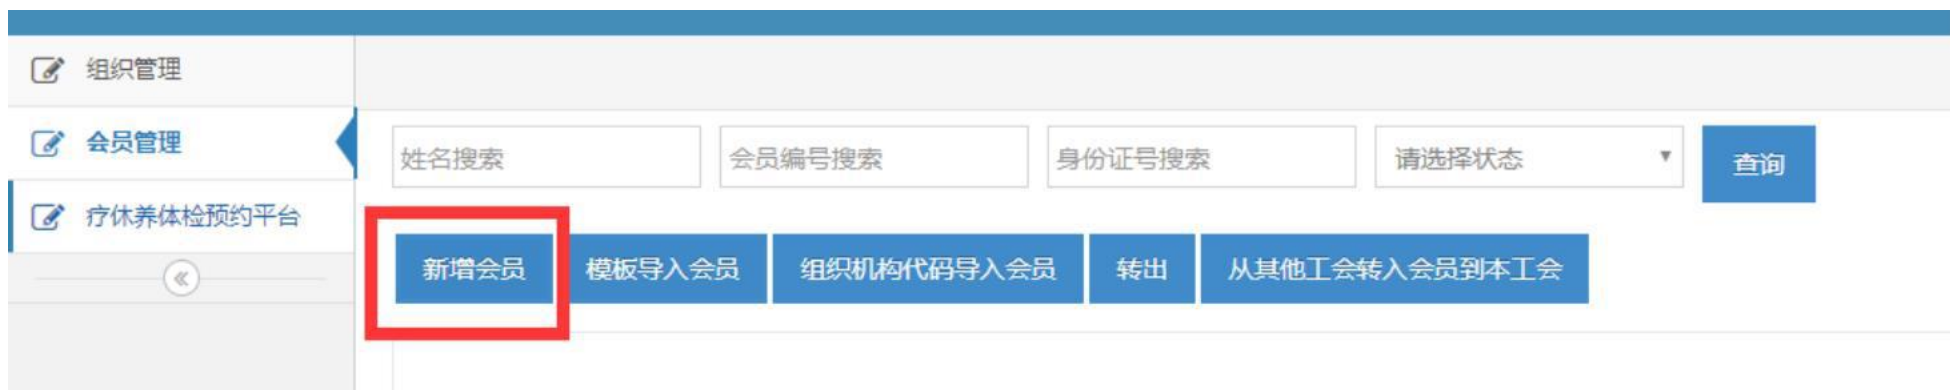 组织管理
会员管理
疗休养体检预约平台
姓名搜索 会员编号搜索 身份证号搜索 请选择状态 查询
新增会员 模板导入会员 组织机构代码导入会员 转出 从其他工会转入会员到本工会